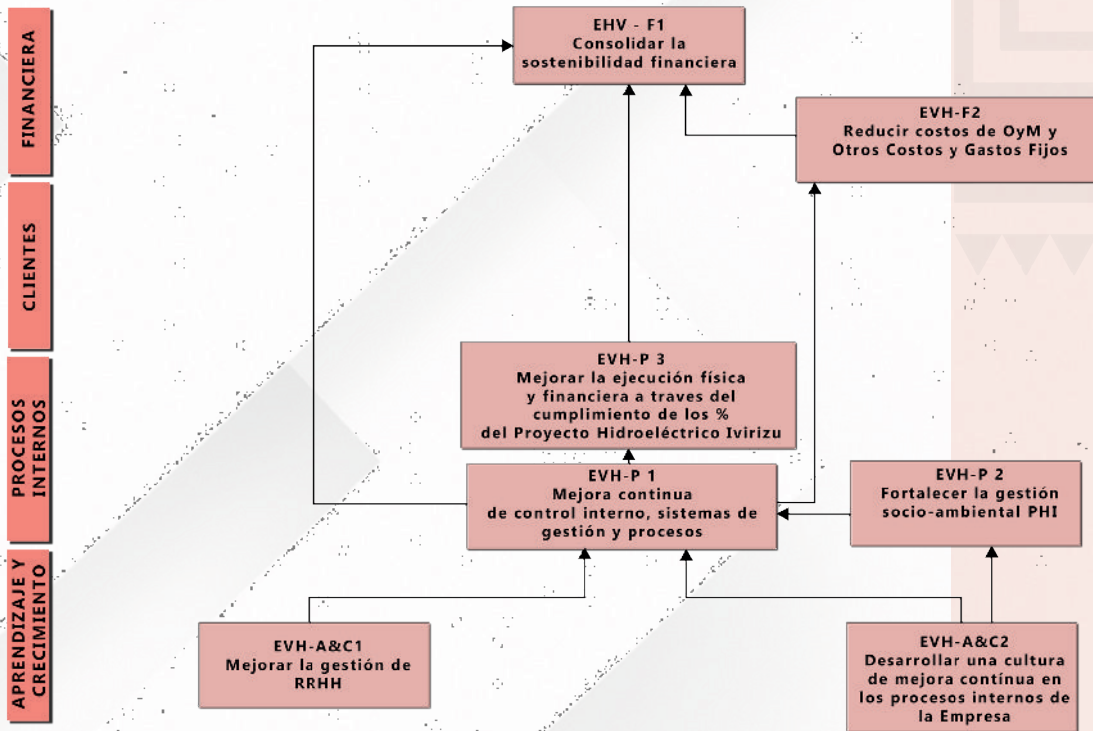 FINANCIERA
EHV - F1
Consolidar la
sostenibilidad financiera
EVH-F2
Reducir costos de OyM y
Otros Costos y Gastos Fijos
CLIENTES
PROCESOS
INTERNOS
EVH-P 3
Mejorar la ejecución física
y financiera a traves del
cumplimiento de los %
del Proyecto Hidroeléctrico Ivirizu
EVH-P 1
Mejora continua
de control interno, sistemas de
gestión y procesos
EVH-P 2
Fortalecer la gestión
socio-ambiental PHI
APRENDIZAJE Y
CRECIMIENTO
EVH-A&C1
Mejorar la gestión de
RRHH
EVH-A&C2
Desarrollar una cultura
de mejora contínua en
los procesos internos de
la Empresa